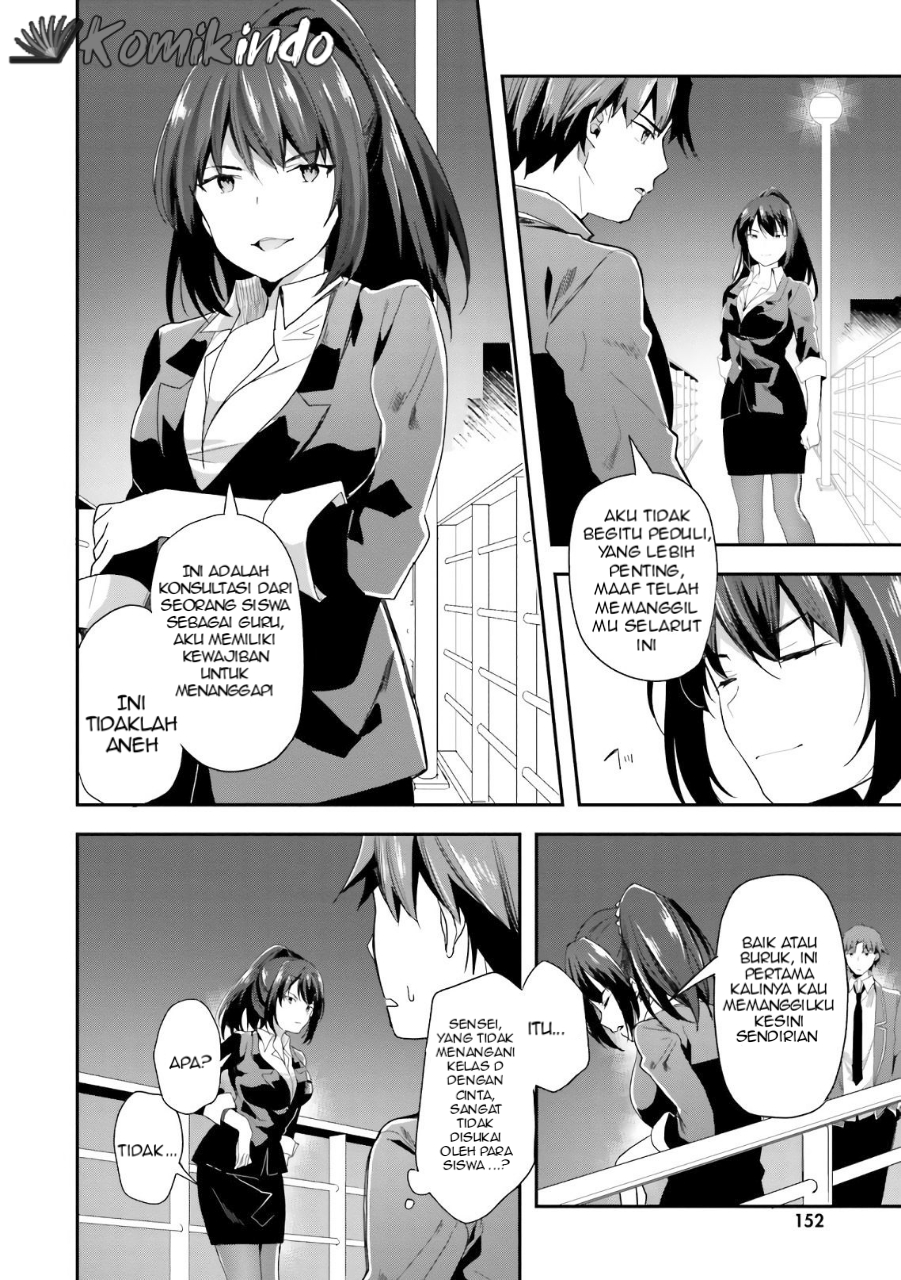 Komikindo
AKU TIDAK
BEGITU PEDULI,
YANG LEBIH
PENTING,
MAAF TELAH
MEMANGGIL
MU SELARUT
INI
INI ADALAH
KONSULTASI DARI
SEORANG SISWA
SEBAGAI GURU,
AKU MEMILIKI
KEWAJIBAN
UNTUK
MENANGGAPI
INI
TIDAKLAH
ANEH
BAIK ATAU
BURUK, INI
PERTAMA
KALINYA KAU
MEMANGGILKU
KESINI
SENDIRIAN
ITU...
SENSEI,
YANG TIDAK
MENANGANI
KELAS D
DENGAN
CINTA,
SANGAT
TIDAK
DISUKAI
OLEH PARA
SISWA ...?
APA?
TIDAK...
152